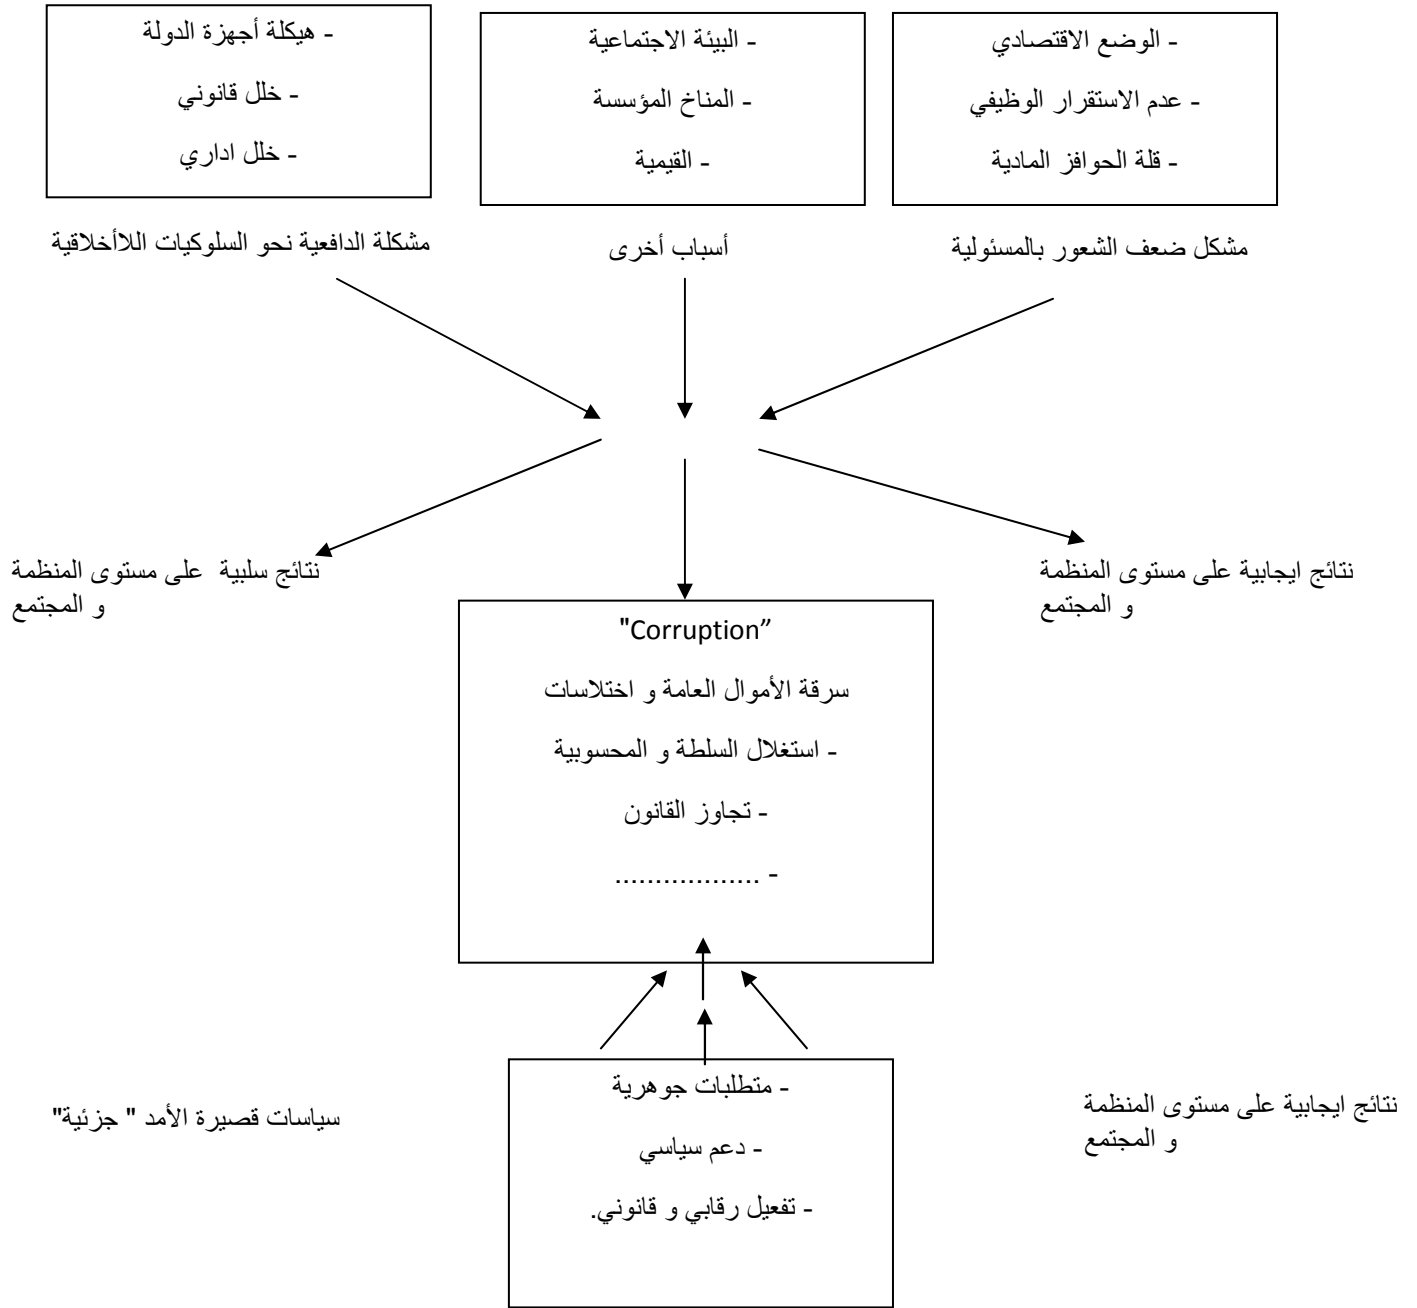 - الوضع الاقتصادي
- عدم الاستقرار الوظيفي
- قلة الحوافز المادية
- البيئة الاجتماعية
- المناخ المؤسسة
- القيمية
- هيكلة أجهزة الدولة
- خلل قانوني
- خلل اداري
مشكل ضعف الشعور بالمسئولية
أسباب أخرى
مشكلة الدافعية نحو السلوكيات اللاأخلاقية
نتائج ايجابية على مستوى المنظمة
و المجتمع
نتائج سلبية على مستوى المنظمة
و المجتمع
"Corruption”
سرقة الأموال العامة و اختلاسات
- استغلال السلطة و المحسوبية
- تجاوز القانون
- ..................
نتائج ايجابية على مستوى المنظمة
و المجتمع
- متطلبات جوهرية
- دعم سياسي
- تفعيل رقابي و قانوني.
سياسات قصيرة الأمد " جزئية"